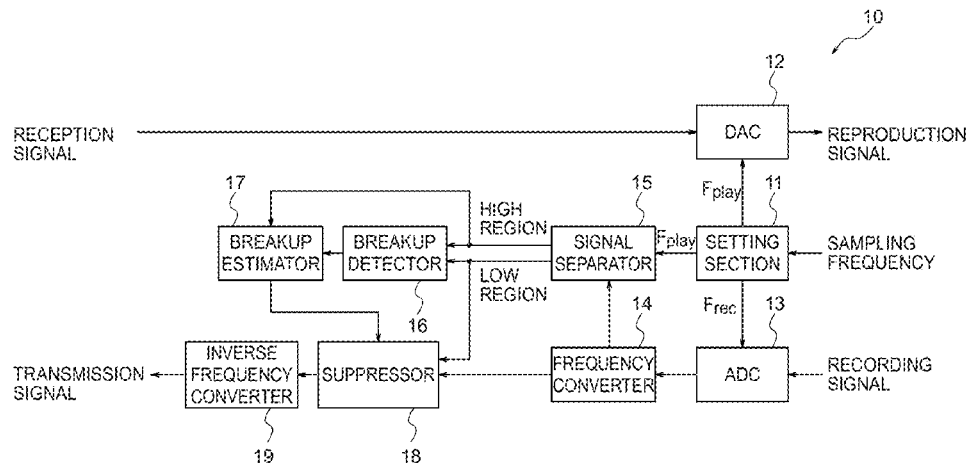 10
12
RECEPTION
SIGNAL
DAC
REPRODUCTION
SIGNAL
Fplay
17
15
11
HIGH
REGION
BREAKUP
ESTIMATOR
BREAKUP
DETECTOR
SIGNAL
SEPARATOR
Fplay
SETTING
SECTION
SAMPLING
FREQUENCY
LOW
REGION
16
14
Frec
13
TRANSMISSION
SIGNAL
INVERSE
FREQUENCY
CONVERTER
SUPPRESSOR
FREQUENCY
CONVERTER
ADC
RECORDING
SIGNAL
19
18